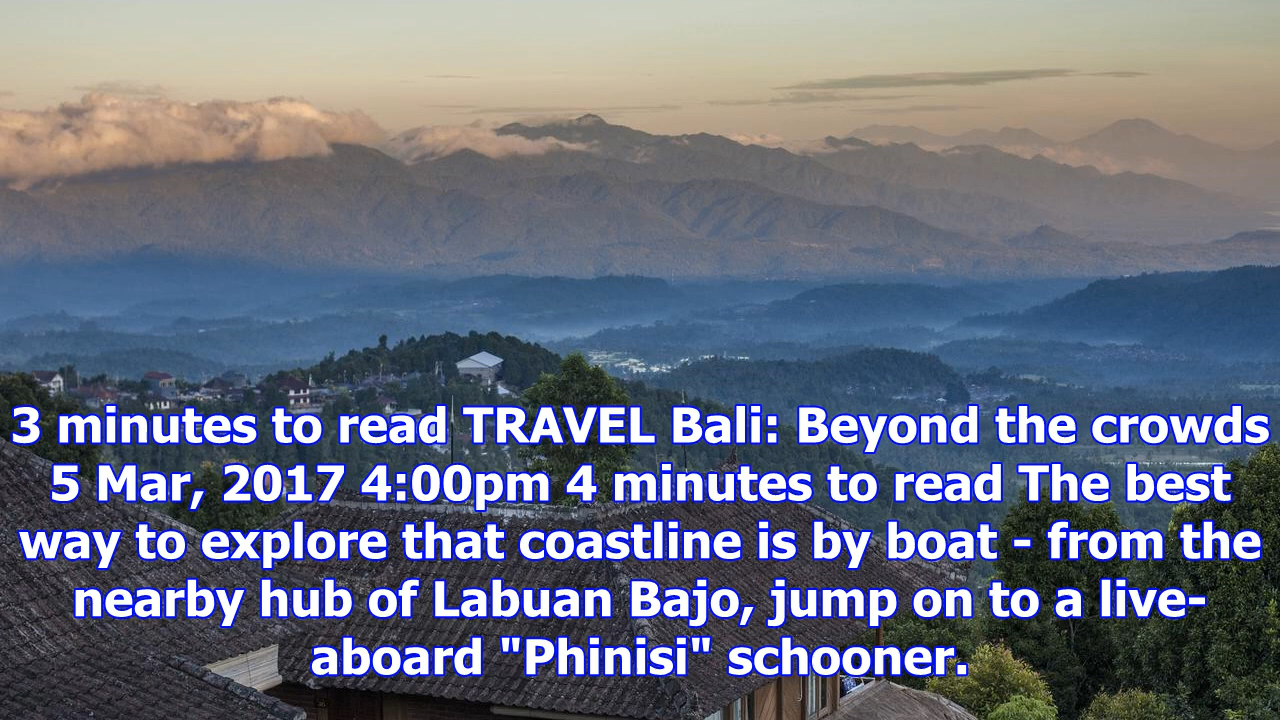 3 minutes to read TRAVEL Bali: Beyond the crowds
5 Mar, 2017 4:00pm 4 minutes to read The best
way to explore that coastline is by boat - from the
nearby hub of Labuan Bajo, jump on to a live-
aboard "Phinisi" schooner.